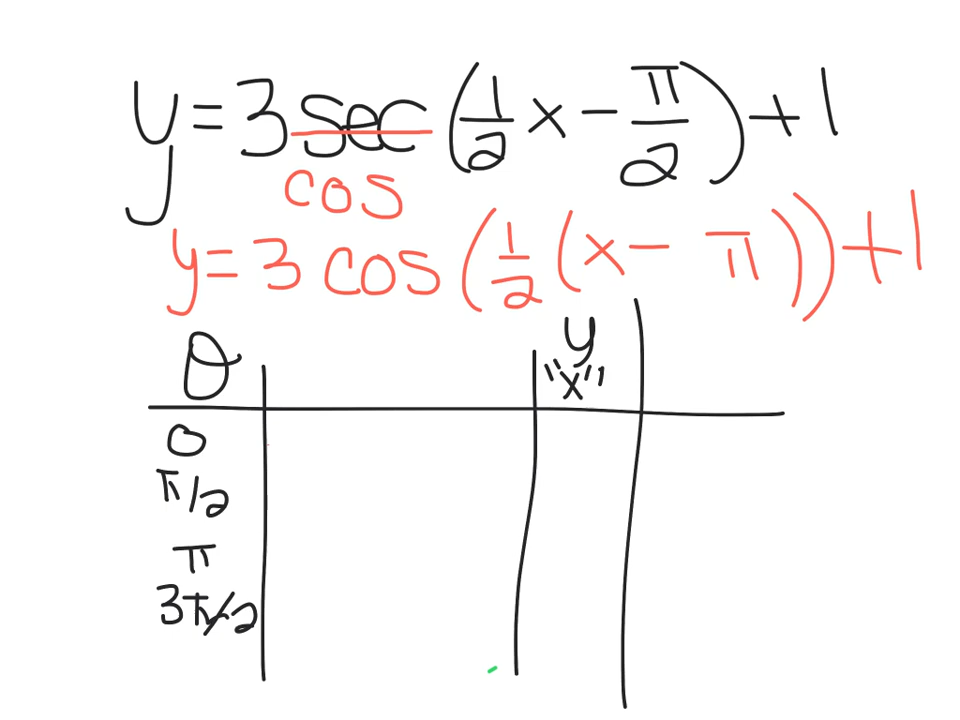 y = 3 sec (1/2 x - π/2) + 1
cos
y = 3 cos (1/2 (x - π)) + 1
θ y
"x"
0
π/2
π
3π/2